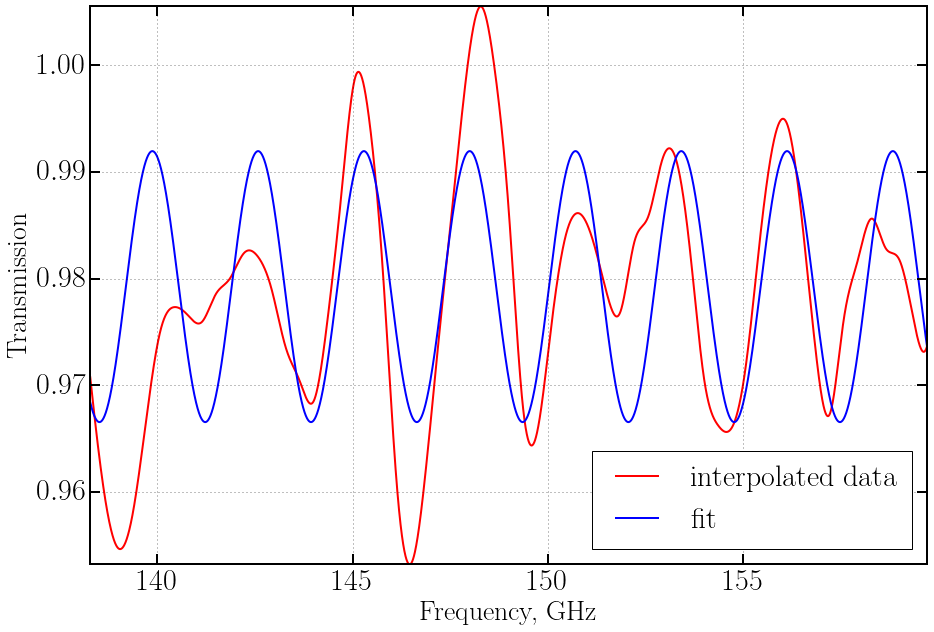 Transmission
1.00
0.99
0.98
0.97
0.96
interpolated data
fit
140 145 150 155
Frequency, GHz